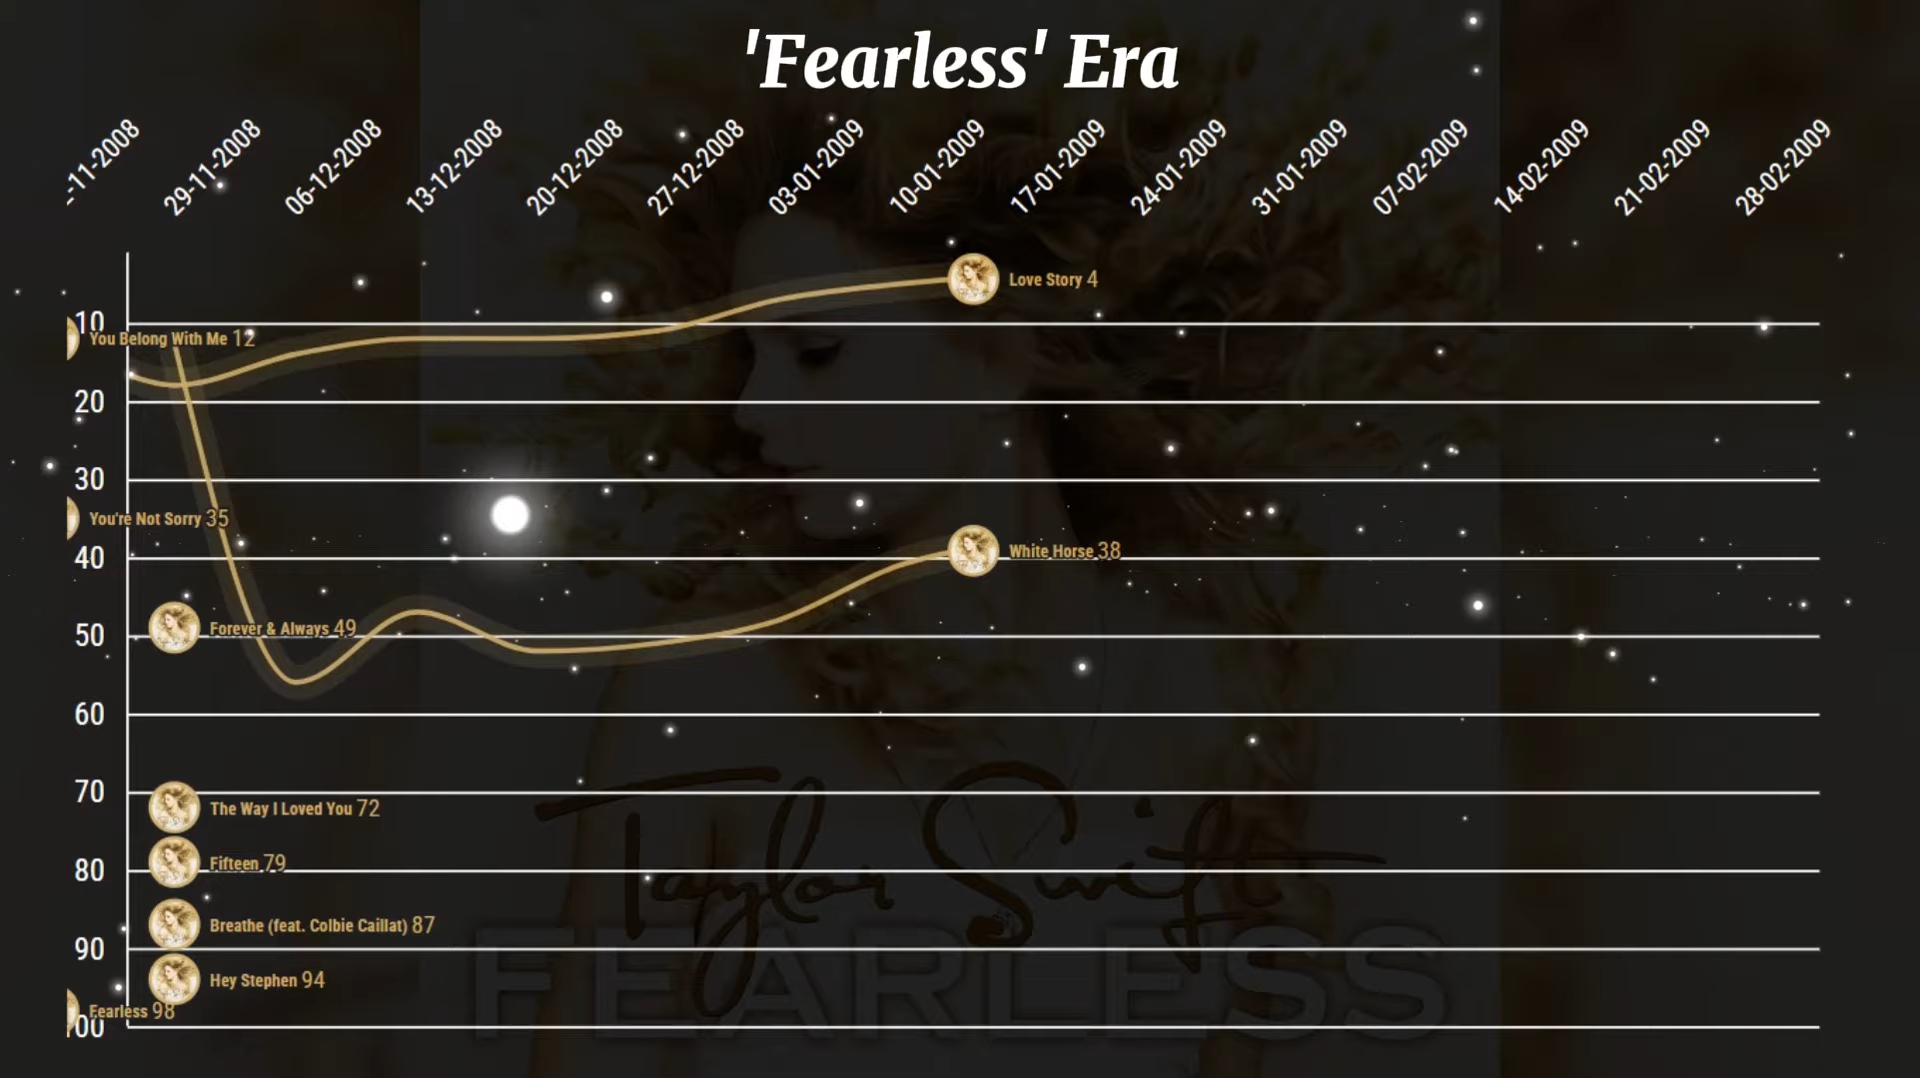 'Fearless' Era
-11-2008
29-11-2008
06-12-2008
13-12-2008
20-12-2008
27-12-2008
03-01-2009
10-01-2009
17-01-2009
24-01-2009
31-01-2009
07-02-2009
14-02-2009
21-02-2009
28-02-2009
Love Story 4
10
You Belong With Me 12
20
30
You're Not Sorry 35
White Horse 38
40
Forever & Always 49
50
60
70
The Way I Loved You 72
Fifteen 79
80
Breathe (feat. Colbie Caillat) 87
90
Hey Stephen 94
Fearless 98
100
Taylor Swift
FEARLESS